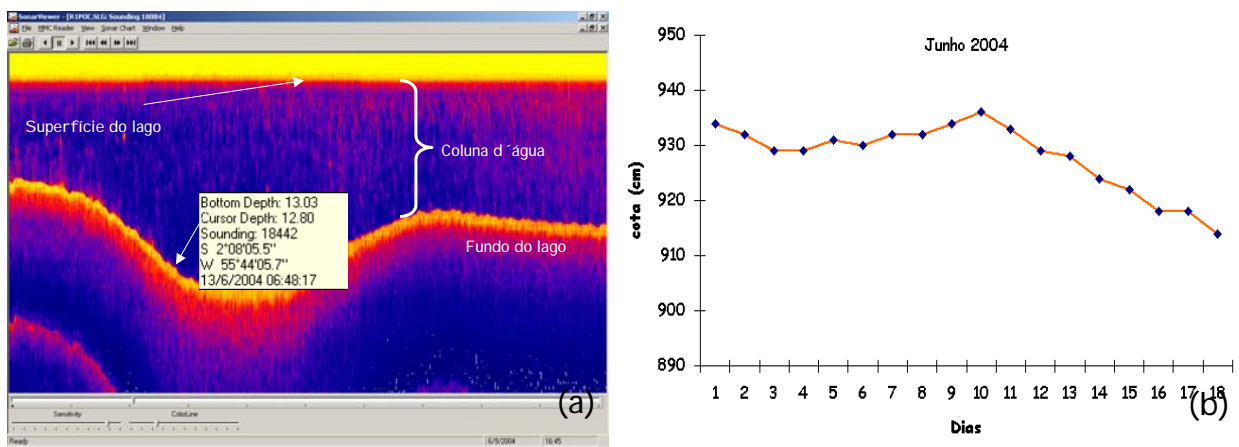 SonarViewer - [R1POC.SLG: Sounding 18084]
File MMC Reader View Sonar Chart Window Help
Superfície do lago
Coluna d´água
Bottom Depth: 13.03
Cursor Depth: 12.80
Sounding: 18442
S 2°08'05.5"
W 55°44'05.7"
13/6/2004 06:48:17
Fundo do lago
Sensitivity ColorLine
Ready 6/9/2004 16:45
(a)
Junho 2004
cota (cm)
950
940
930
920
910
900
890
1 2 3 4 5 6 7 8 9 10 11 12 13 14 15 16 17 18
Dias
(b)